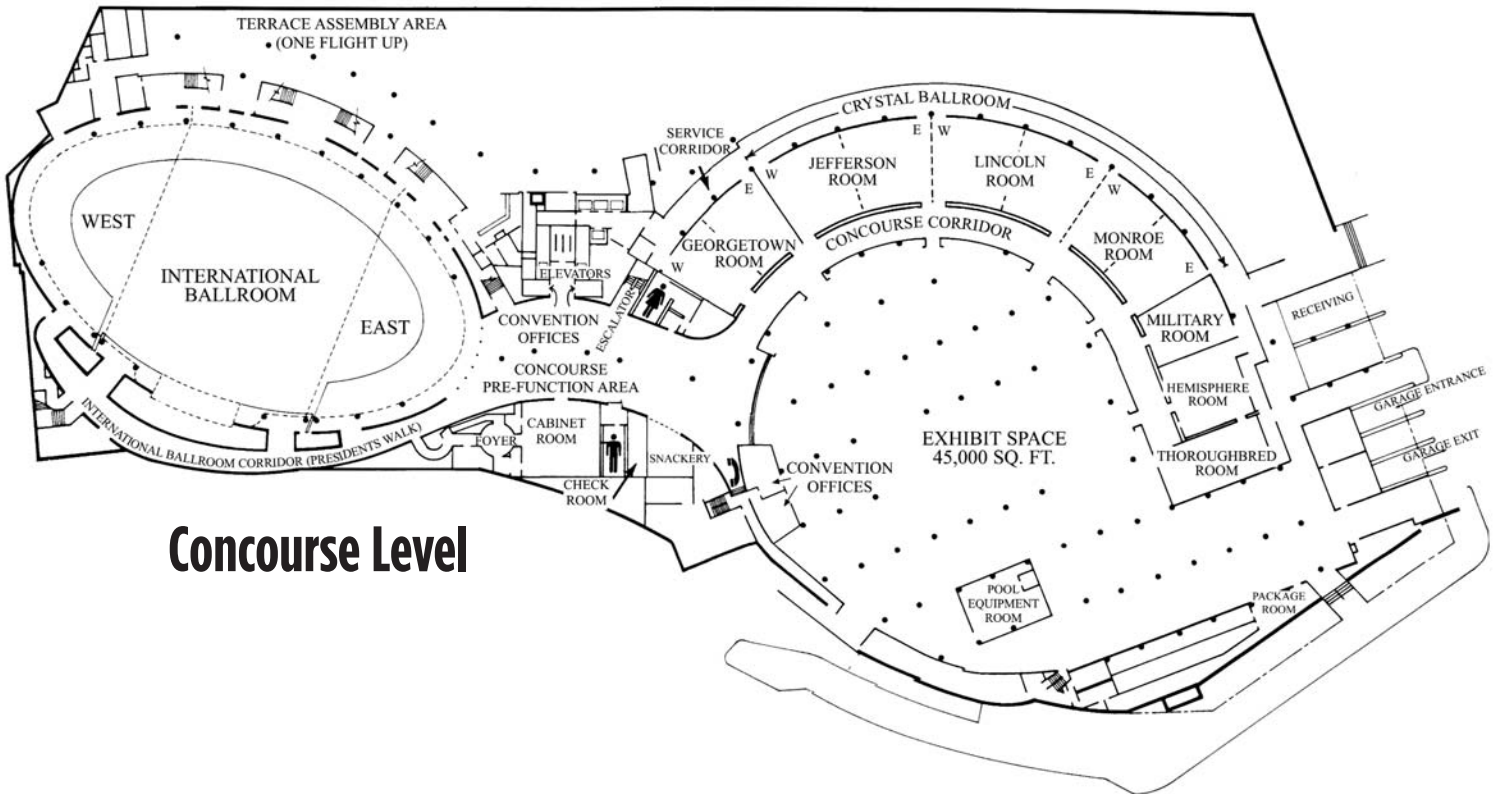 TERRACE ASSEMBLY AREA
(ONE FLIGHT UP)
CRYSTAL BALLROOM
SERVICE
CORRIDOR
E
W
JEFFERSON
ROOM
LINCOLN
ROOM
W
E
E
W
WEST
CONCOURSE CORRIDOR
GEORGETOWN
ROOM
W
MONROE
ROOM
E
INTERNATIONAL
BALLROOM
ELEVATORS
ESCALATOR
RECEIVING
EAST
CONVENTION
OFFICES
MILITARY
ROOM
CONCOURSE
PRE-FUNCTION AREA
HEMISPHERE
ROOM
GARAGE ENTRANCE
INTERNATIONAL BALLROOM CORRIDOR (PRESIDENTS WALK)
FOYER
CABINET
ROOM
SNACKERY
CHECK
ROOM
CONVENTION
OFFICES
EXHIBIT SPACE
45,000 SQ. FT.
THOROUGHBRED
ROOM
GARAGE EXIT
Concourse Level
POOL
EQUIPMENT
ROOM
PACKAGE
ROOM